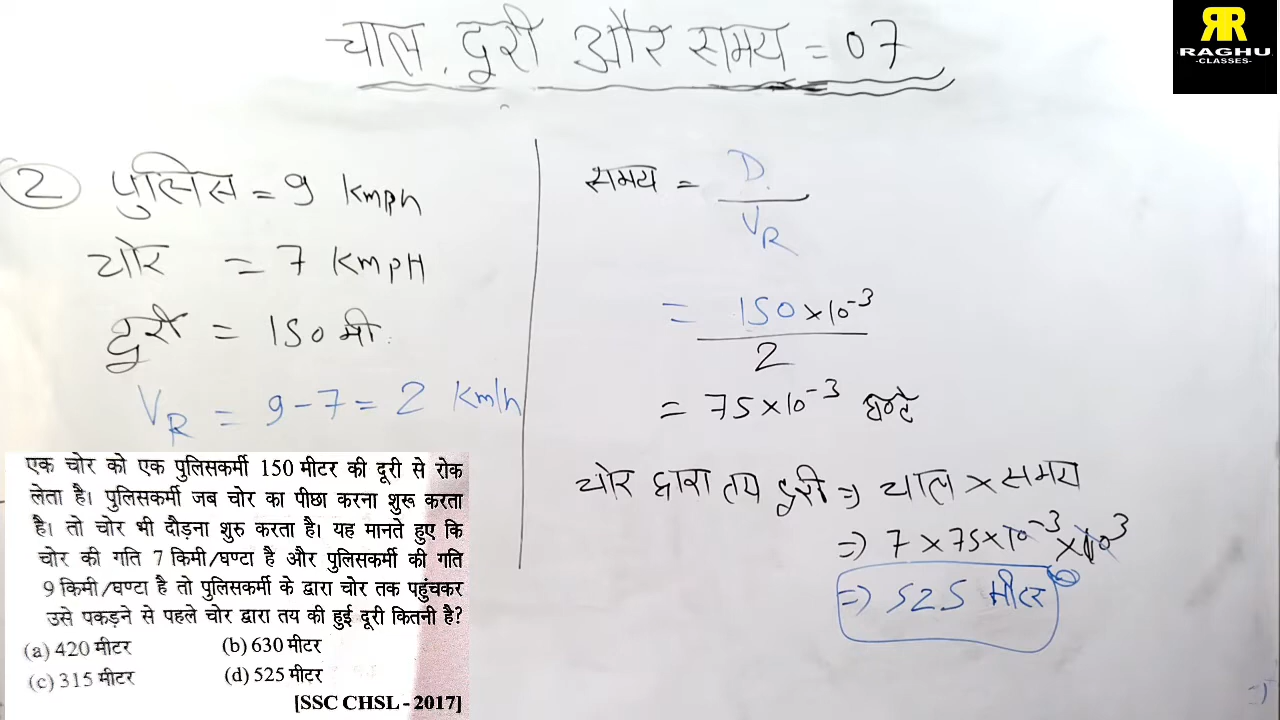 चाल, दूरी और समय = 07
RR
RAGHU
-CLASSES-
2 पुलिस = 9 Kmph
चोर = 7 KmpH
दूरी = 150 मी.
VR = 9 - 7 = 2 Km/h
एक चोर को एक पुलिसकर्मी 150 मीटर की दूरी से रोक
लेता है। पुलिसकर्मी जब चोर का पीछा करना शुरू करता
है। तो चोर भी दौड़ना शुरु करता है। यह मानते हुए कि
चोर की गति 7 किमी/घण्टा है और पुलिसकर्मी की गति
9 किमी/घण्टा है तो पुलिसकर्मी के द्वारा चोर तक पहुंचकर
उसे पकड़ने से पहले चोर द्वारा तय की हुई दूरी कितनी है?
(a) 420 मीटर (b) 630 मीटर
(c) 315 मीटर (d) 525 मीटर
[SSC CHSL - 2017]
समय = D. / VR
= 150 × 10⁻³ / 2
= 75 × 10⁻³ घण्टे
चोर द्वारा तय दूरी => चाल × समय
=> 7 × 75 × 10⁻³ × 10³
=> 525 मीटर